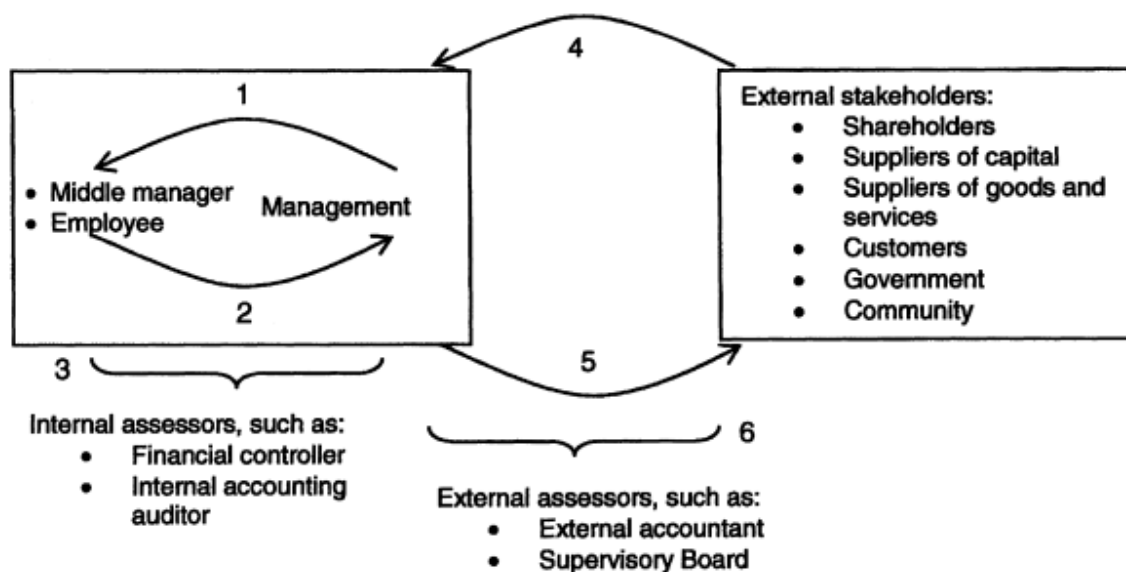 4
1
• Middle manager
• Employee
Management
2
External stakeholders:
• Shareholders
• Suppliers of capital
• Suppliers of goods and
services
• Customers
• Government
• Community
3
5
6
Internal assessors, such as:
• Financial controller
• Internal accounting
auditor
External assessors, such as:
• External accountant
• Supervisory Board